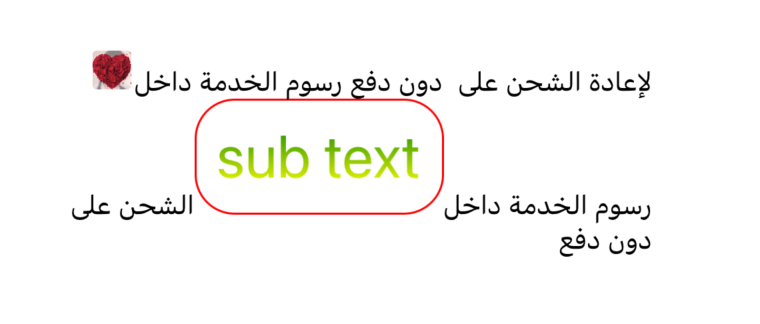 لإعادة الشحن على  دون دفع رسوم الخدمة داخل
رسوم الخدمة داخل sub text الشحن على
دون دفع